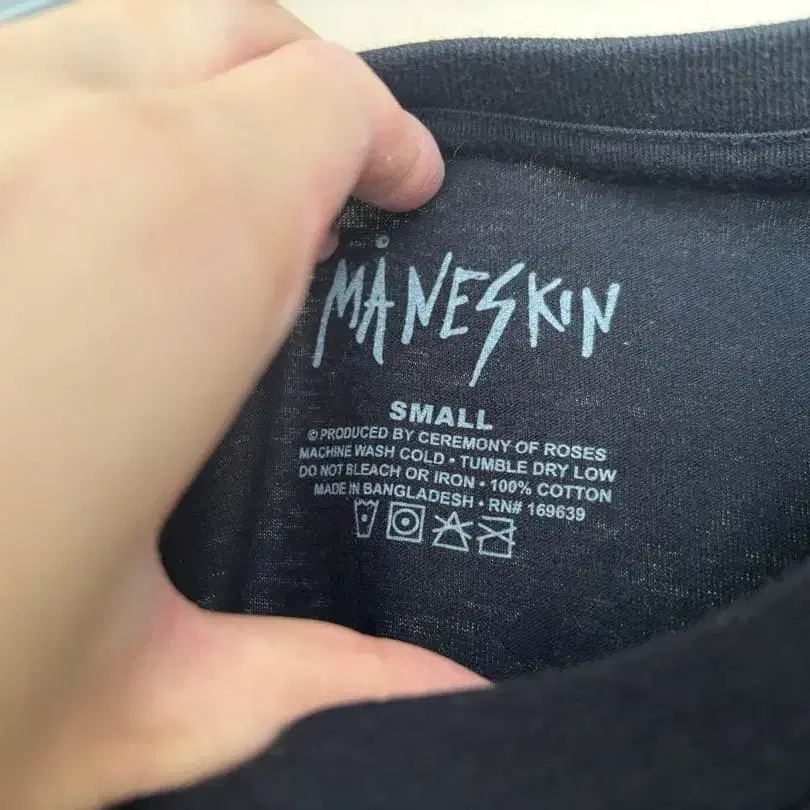 MÅNESKIN
SMALL
© PRODUCED BY CEREMONY OF ROSES
MACHINE WASH COLD • TUMBLE DRY LOW
DO NOT BLEACH OR IRON • 100% COTTON
MADE IN BANGLADESH • RN# 169639